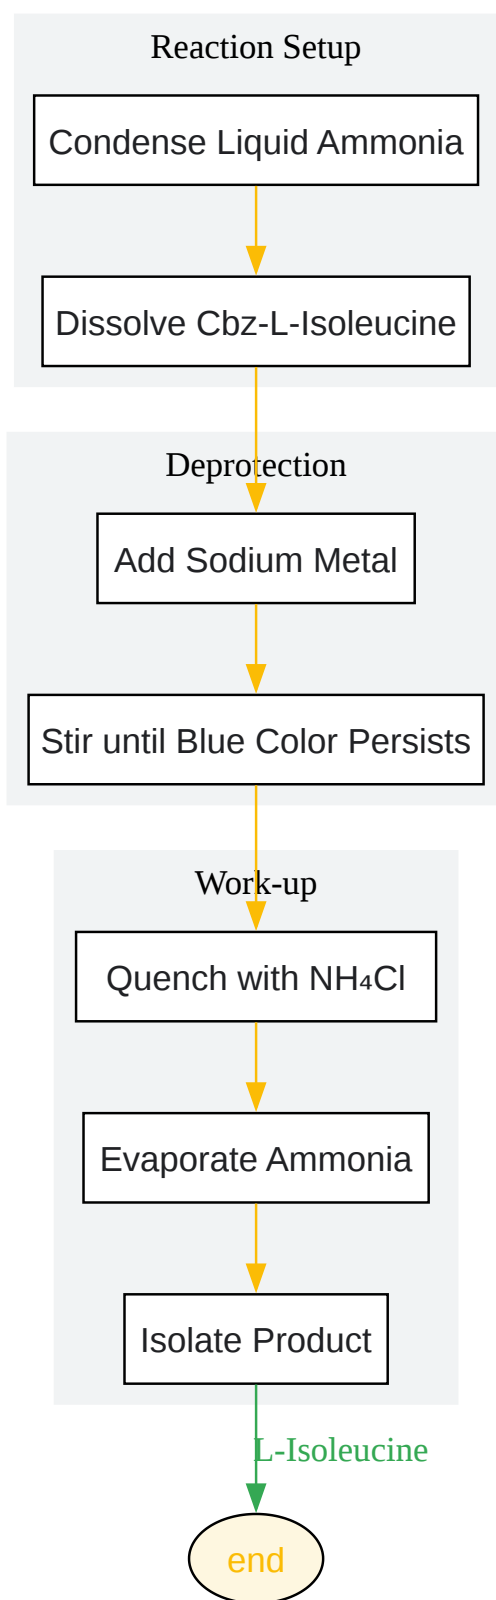 Reaction Setup
Condense Liquid Ammonia
Dissolve Cbz-L-Isoleucine
Deprotection
Add Sodium Metal
Stir until Blue Color Persists
Work-up
Quench with NH₄Cl
Evaporate Ammonia
Isolate Product
L-Isoleucine
end